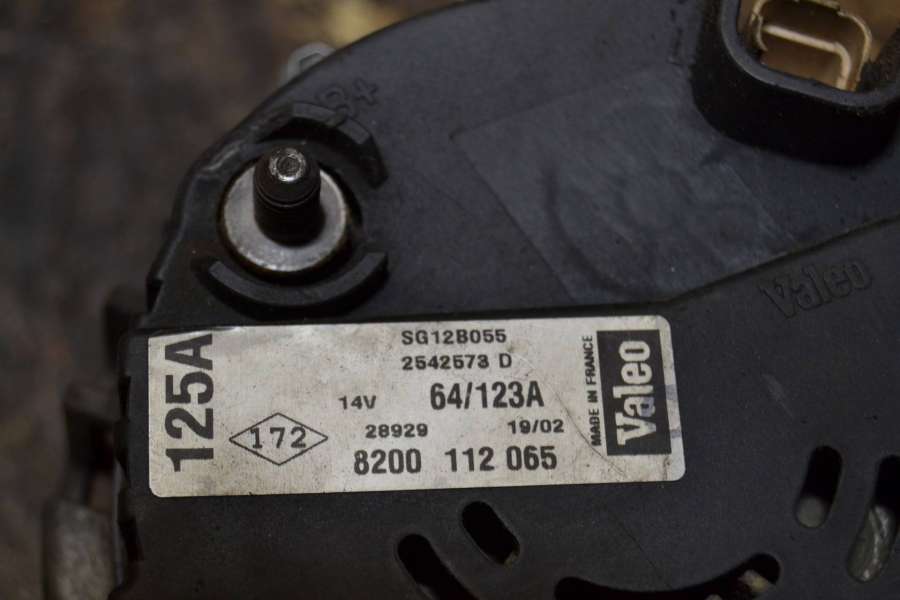 B+
Valeo
125A
SG12B055
2542573 D
14V 64/123A
172
28929 19/02
8200 112 065
MADE IN FRANCE
Valeo